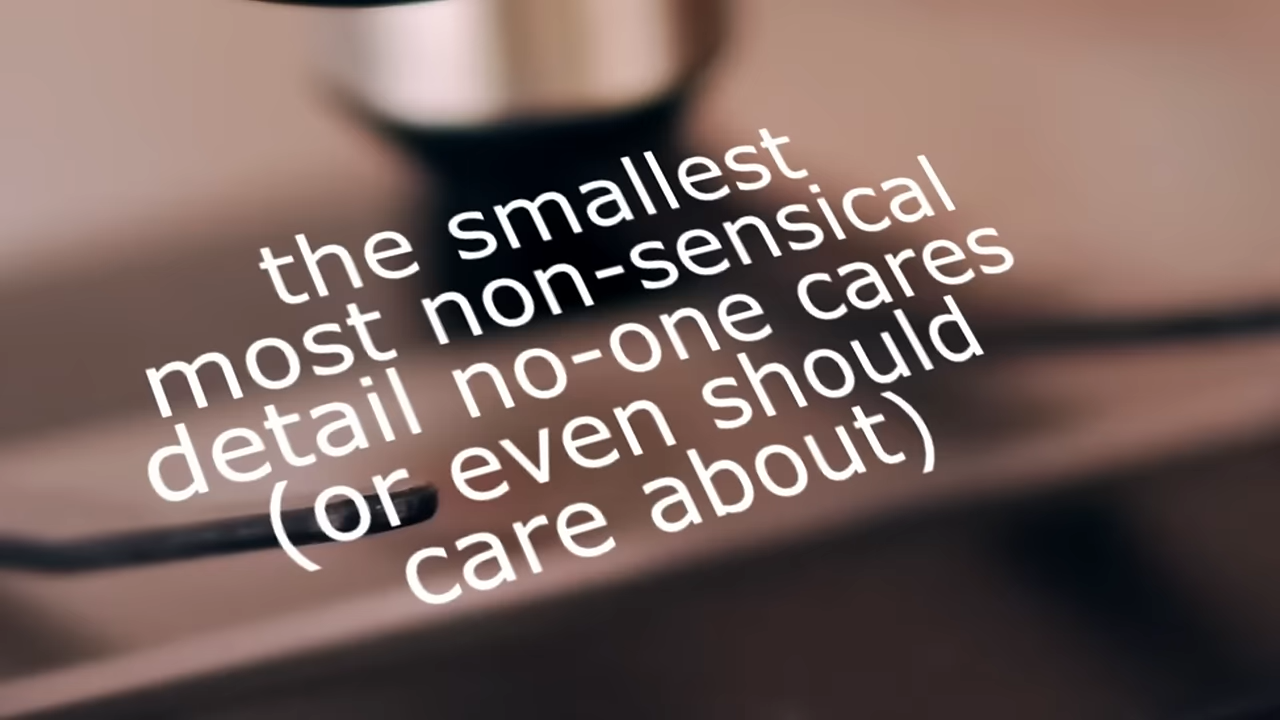 the smallest
most non-sensical
detail no-one cares
(or even should
care about)